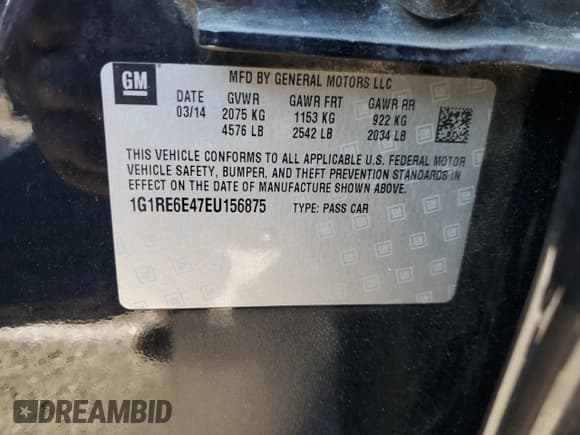 GM
MFD BY GENERAL MOTORS LLC
DATE GVWR GAWR FRT GAWR RR
03/14 2075 KG 1153 KG 922 KG
4576 LB 2542 LB 2034 LB
THIS VEHICLE CONFORMS TO ALL APPLICABLE U.S. FEDERAL MOTOR
VEHICLE SAFETY, BUMPER, AND THEFT PREVENTION STANDARDS IN
EFFECT ON THE DATE OF MANUFACTURE SHOWN ABOVE.
1G1RE6E47EU156875 TYPE: PASS CAR
DREAMBID